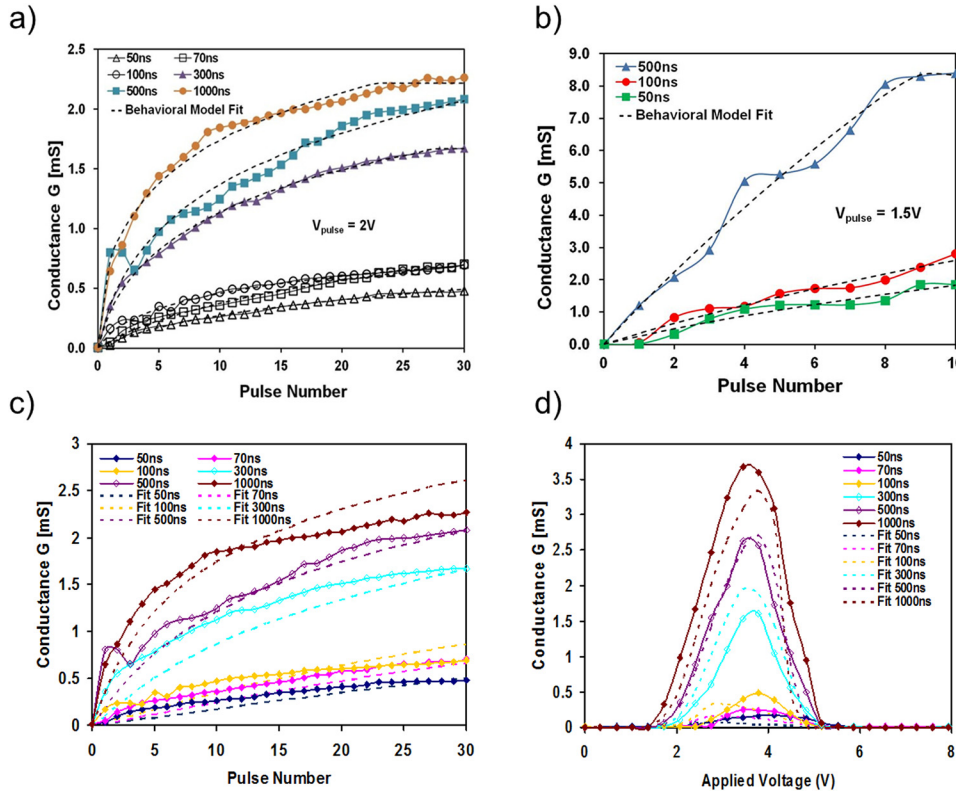 a)
Conductance G [mS]
2.5
2.0
1.5
1.0
0.5
0.0
50ns 70ns
100ns 300ns
500ns 1000ns
Behavioral Model Fit
V_pulse = 2V
0 5 10 15 20 25 30
Pulse Number
b)
Conductance G [mS]
9.0
8.0
7.0
6.0
5.0
4.0
3.0
2.0
1.0
0.0
500ns
100ns
50ns
Behavioral Model Fit
V_pulse = 1.5V
0 2 4 6 8 10
Pulse Number
c)
Conductance G [mS]
3
2.5
2
1.5
1
0.5
0
50ns 70ns
100ns 300ns
500ns 1000ns
Fit 50ns Fit 70ns
Fit 100ns Fit 300ns
Fit 500ns Fit 1000ns
0 5 10 15 20 25 30
Pulse Number
d)
Conductance G [mS]
4
3.5
3
2.5
2
1.5
1
0.5
0
50ns
70ns
100ns
300ns
500ns
1000ns
Fit 50ns
Fit 70ns
Fit 100ns
Fit 300ns
Fit 500ns
Fit 1000ns
0 2 4 6 8
Applied Voltage (V)